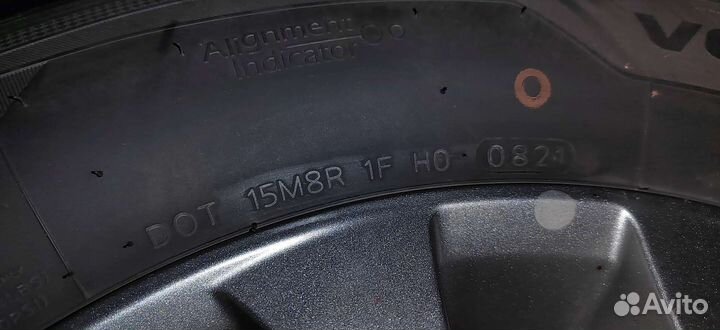 Alignment
Indicator
DOT 15M8R 1F H0 0821
Avito